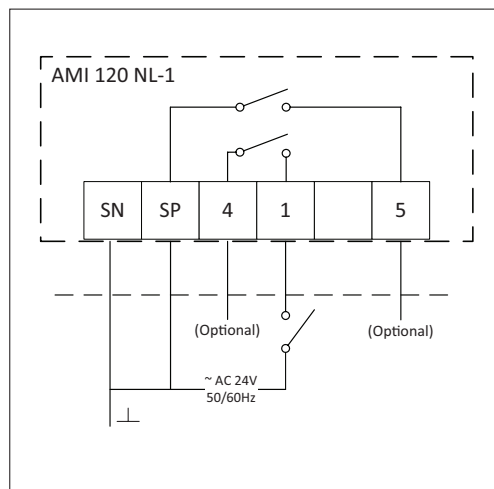 AMI 120 NL-1
SN SP 4 1 5
(Optional) (Optional)
~ AC 24V
50/60Hz